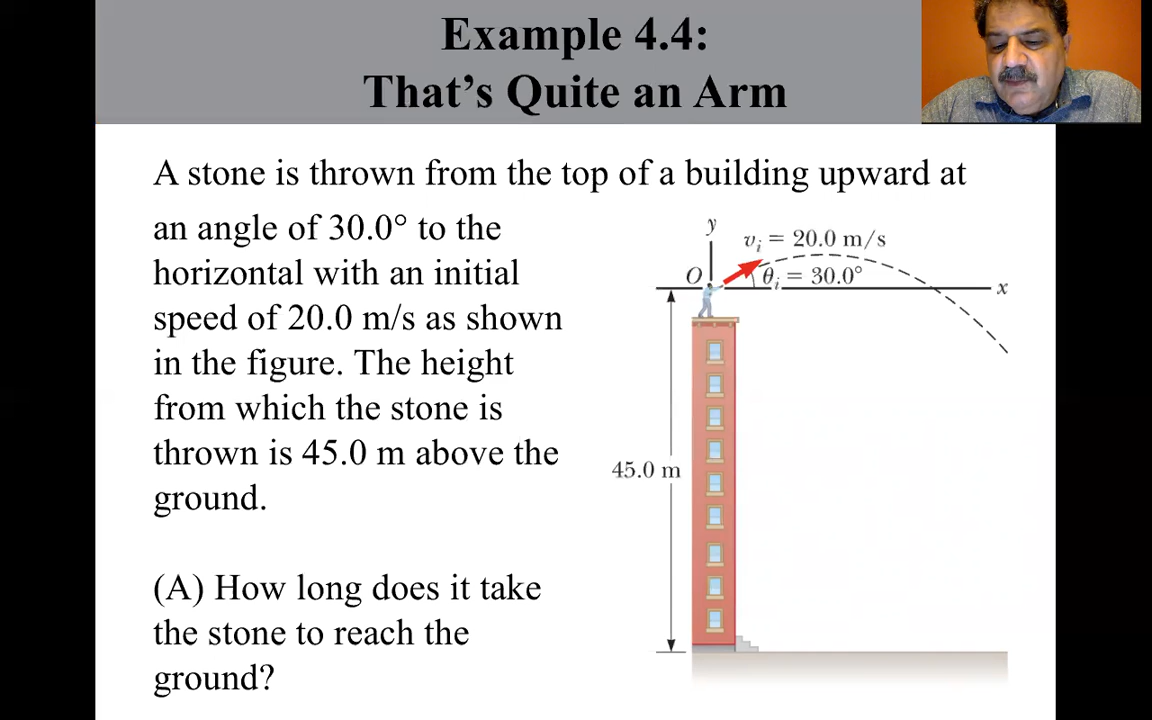 Example 4.4:
That’s Quite an Arm
A stone is thrown from the top of a building upward at
an angle of 30.0° to the
horizontal with an initial
speed of 20.0 m/s as shown
in the figure. The height
from which the stone is
thrown is 45.0 m above the
ground.
(A) How long does it take
the stone to reach the
ground?
y
vi = 20.0 m/s
O
θi = 30.0°
x
45.0 m